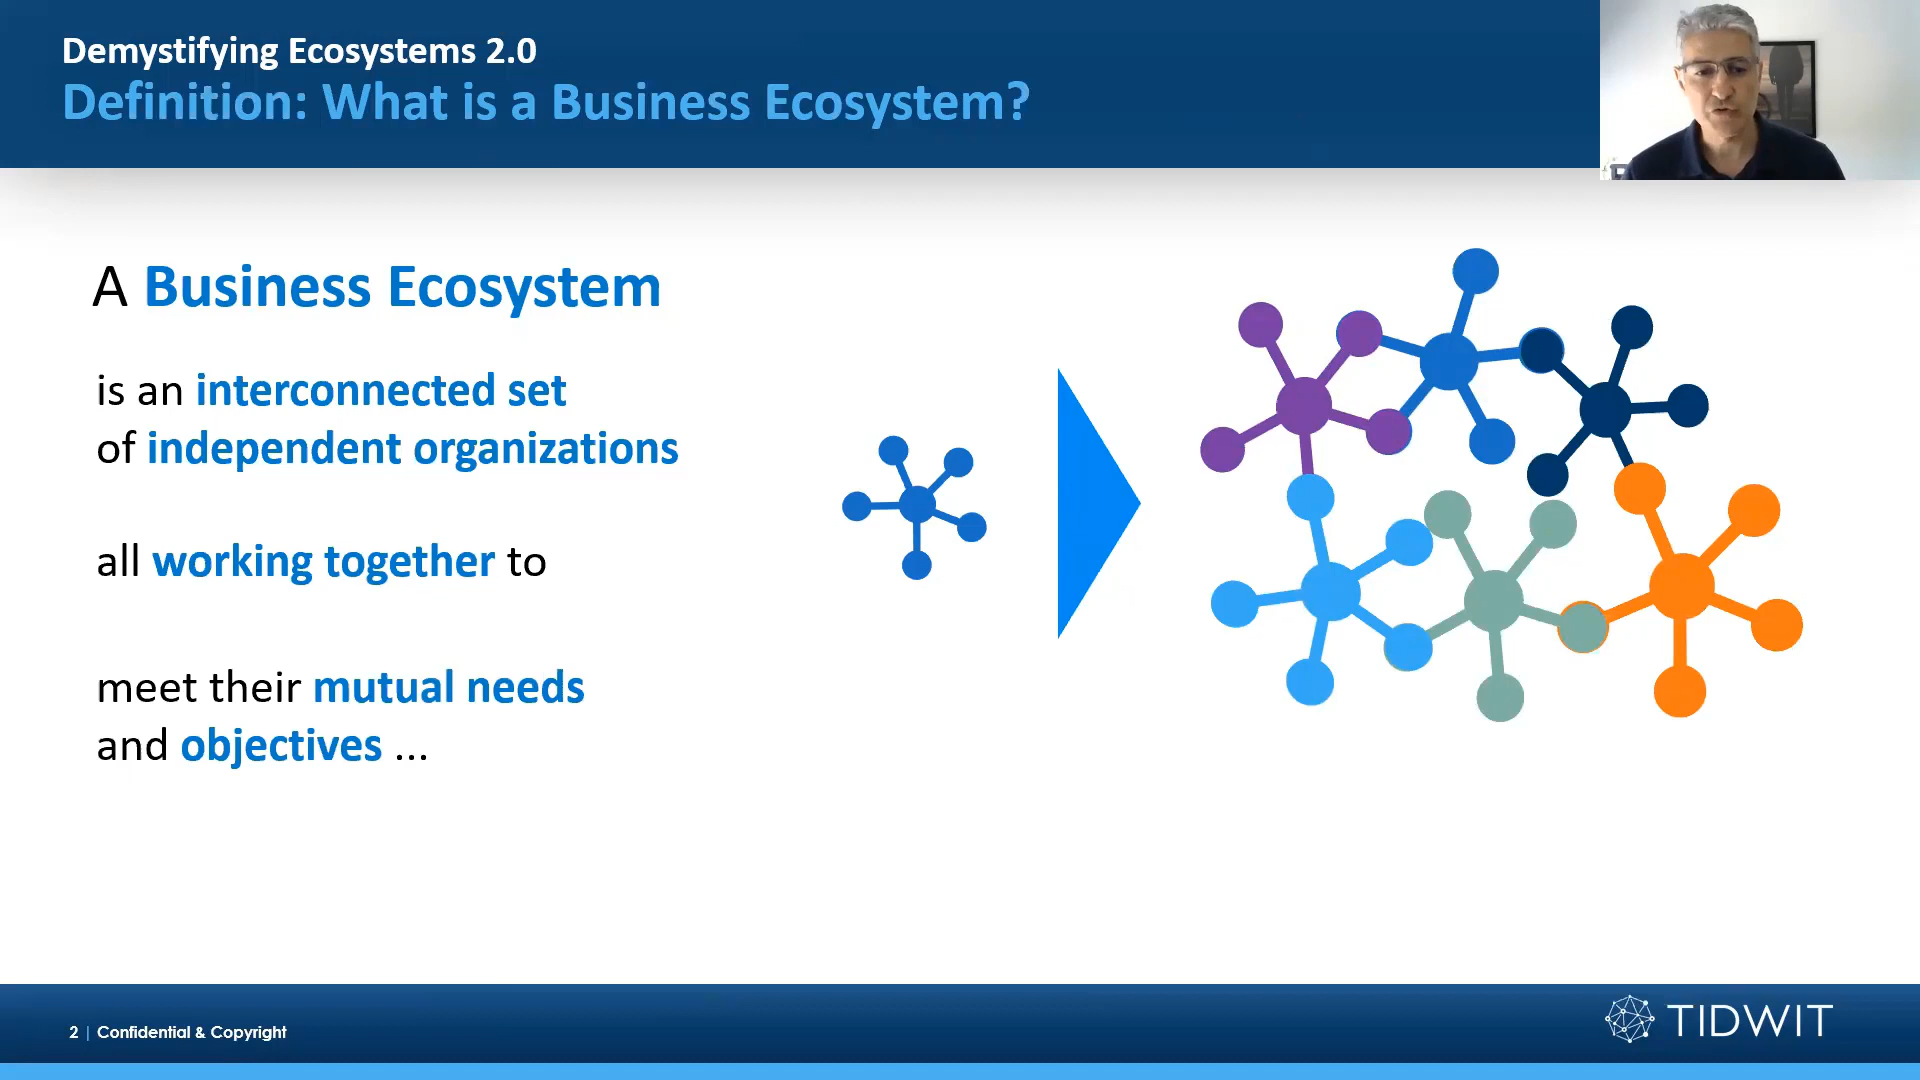 Demystifying Ecosystems 2.0
Definition: What is a Business Ecosystem?
A Business Ecosystem
is an interconnected set
of independent organizations
all working together to
meet their mutual needs
and objectives ...
2 | Confidential & Copyright
TIDWIT